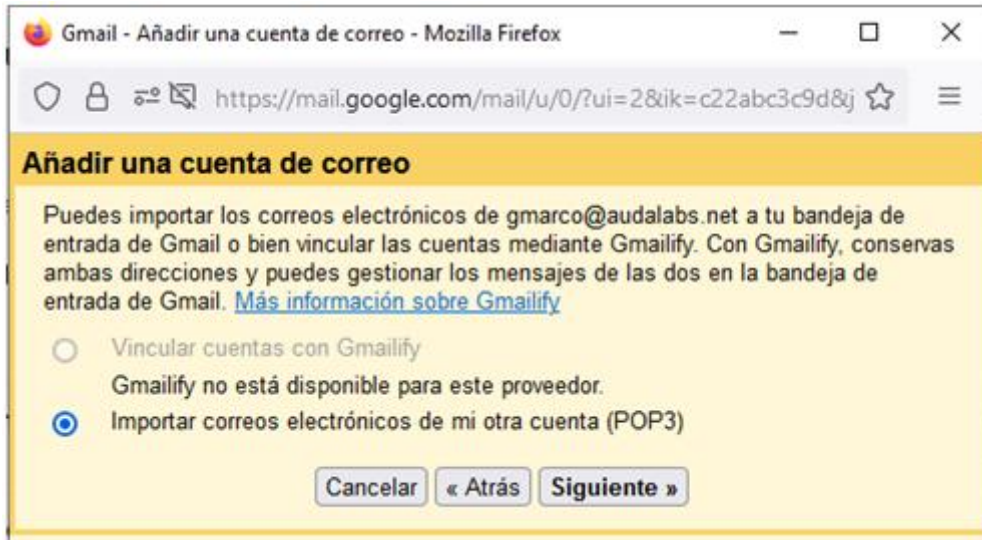 Gmail - Añadir una cuenta de correo - Mozilla Firefox
https://mail.google.com/mail/u/0/?ui=2&ik=c22abc3c9d&j
Añadir una cuenta de correo
Puedes importar los correos electrónicos de gmarco@audalabs.net a tu bandeja de
entrada de Gmail o bien vincular las cuentas mediante Gmailify. Con Gmailify, conservas
ambas direcciones y puedes gestionar los mensajes de las dos en la bandeja de
entrada de Gmail. Más información sobre Gmailify
Vincular cuentas con Gmailify
Gmailify no está disponible para este proveedor.
Importar correos electrónicos de mi otra cuenta (POP3)
Cancelar « Atrás Siguiente »